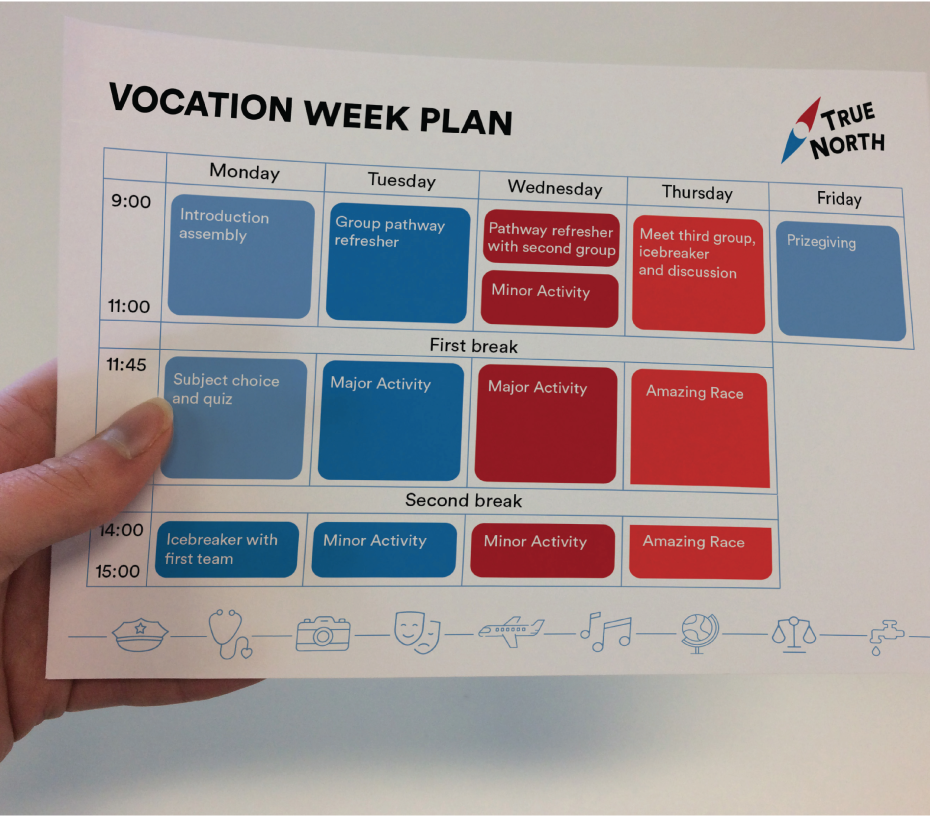 VOCATION WEEK PLAN
TRUE
NORTH
Monday
Tuesday
Wednesday
Thursday
Friday
9:00
Introduction
assembly
Group pathway
refresher
Pathway refresher
with second group
Minor Activity
Meet third group,
icebreaker
and discussion
Prizegiving
11:00
First break
11:45
Subject choice
and quiz
Major Activity
Major Activity
Amazing Race
Second break
14:00
Icebreaker with
first team
Minor Activity
Minor Activity
Amazing Race
15:00